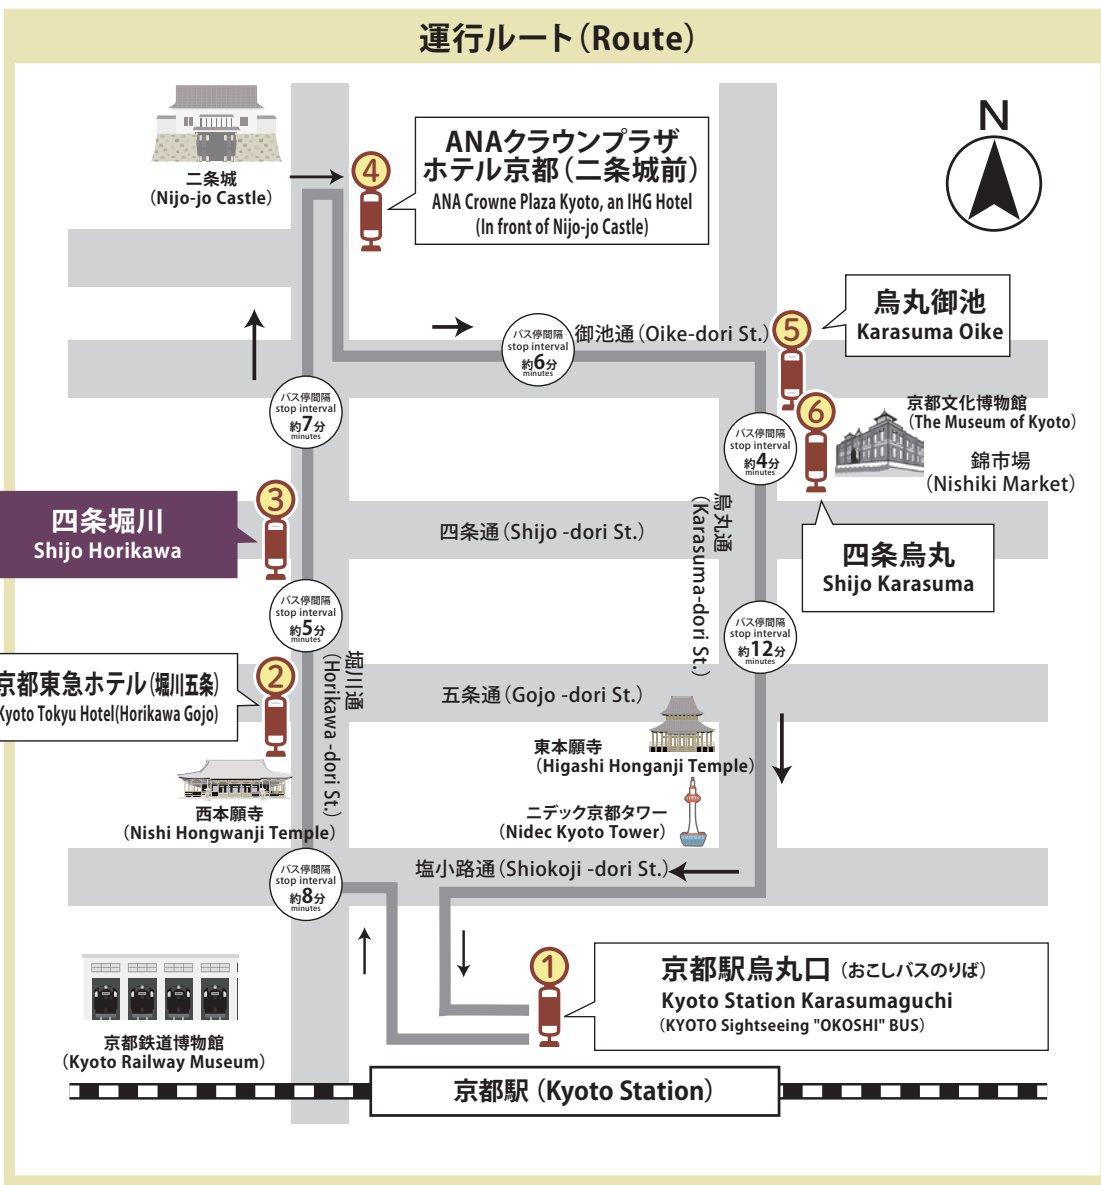 運行ルート(Route)
二条城
(Nijo-jo Castle)
4
ANAクラウンプラザ
ホテル京都(二条城前)
ANA Crowne Plaza Kyoto, an IHG Hotel
(In front of Nijo-jo Castle)
N
烏丸御池
Karasuma Oike
5
御池通(Oike-dori St.)
バス停間隔
stop interval
約6分
minutes
バス停間隔
stop interval
約7分
minutes
6
京都文化博物館
(The Museum of Kyoto)
錦市場
(Nishiki Market)
バス停間隔
stop interval
約4分
minutes
3
四条堀川
Shijo Horikawa
四条通(Shijo -dori St.)
烏丸通
(Karasuma-dori St.)
四条烏丸
Shijo Karasuma
バス停間隔
stop interval
約5分
minutes
バス停間隔
stop interval
約12分
minutes
2
京都東急ホテル(堀川五条)
Kyoto Tokyu Hotel(Horikawa Gojo)
堀川通
(Horikawa -dori St.)
五条通(Gojo -dori St.)
東本願寺
(Higashi Honganji Temple)
西本願寺
(Nishi Hongwanji Temple)
ニデック京都タワー
(Nidec Kyoto Tower)
バス停間隔
stop interval
約8分
minutes
塩小路通(Shiokoji -dori St.)
1
京都駅烏丸口(おこしバスのりば)
Kyoto Station Karasumaguchi
(KYOTO Sightseeing "OKOSHI" BUS)
京都鉄道博物館
(Kyoto Railway Museum)
京都駅(Kyoto Station)